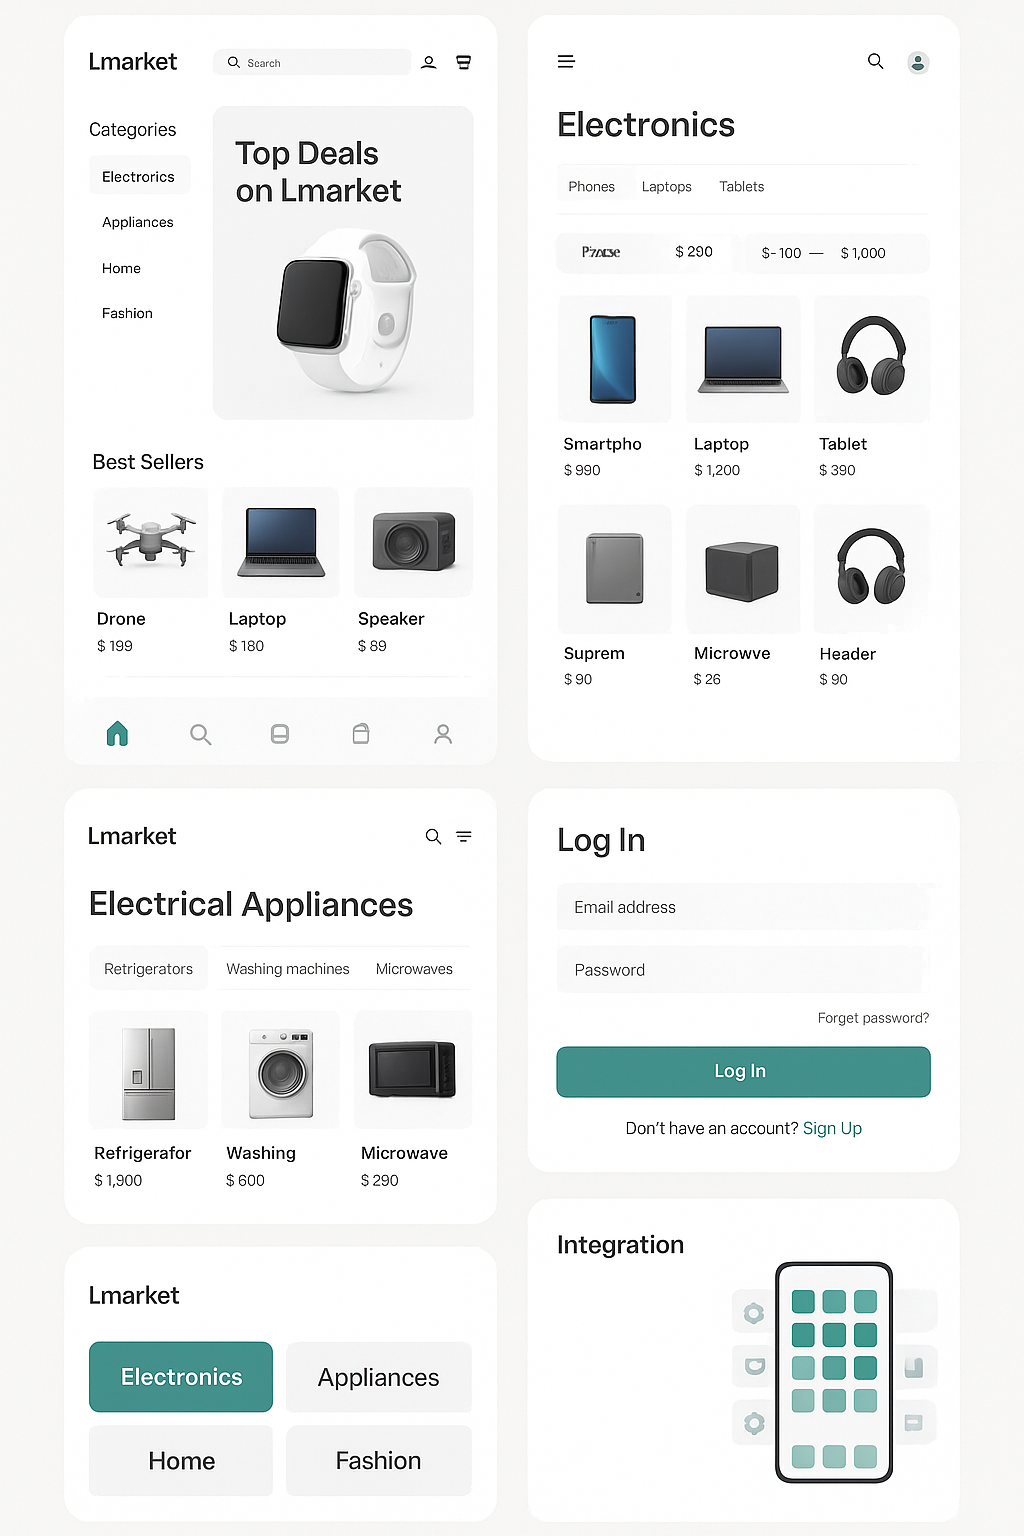 Lmarket
Search
Categories
Electrorics
Appliances
Home
Fashion
Top Deals
on Lmarket
Best Sellers
Drone
Laptop
Speaker
$ 199
$ 180
$ 89
Electronics
Phones
Laptops
Tablets
$ 290
$-100 — $ 1,000
Smartpho
Laptop
Tablet
$ 990
$ 1,200
$ 390
Suprem
Microwve
Header
$ 90
$ 26
$ 90
Lmarket
Electrical Appliances
Retrigerators
Washing machines
Microwaves
Refrigerafor
Washing
Microwave
$ 1,900
$ 600
$ 290
Log In
Email address
Password
Forget password?
Log In
Don't have an account? Sign Up
Lmarket
Electronics
Appliances
Home
Fashion
Integration